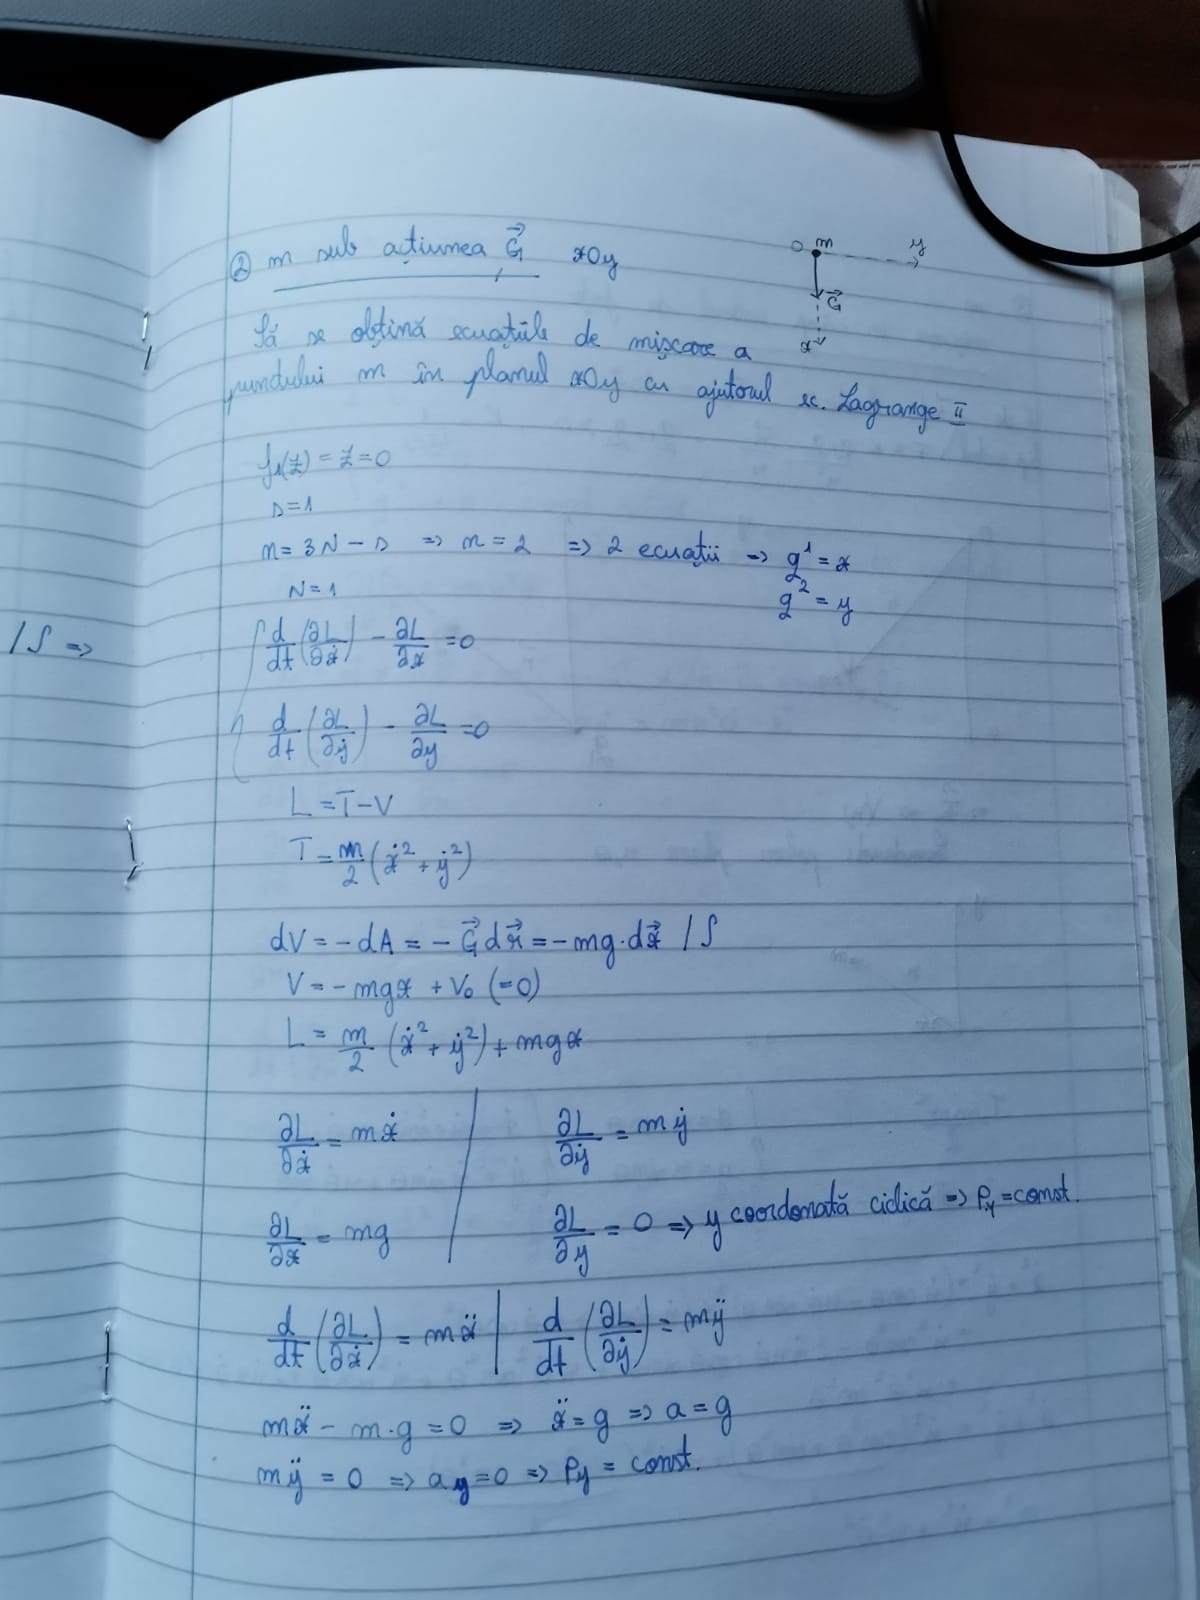 ② m sub acțiunea G⃗ xOy
O m y
G⃗
x
Să se obțină ecuațiile de mișcare a
punctului m în planul xOy cu ajutorul ec. Lagrange II
f₁(z) = z = 0
s = 1
n = 3N - s => n = 2 => 2 ecuații => q¹ = x
N = 1 q² = y
/ ∫ =>
d/dt (∂L/∂ẋ) - ∂L/∂x = 0
d/dt (∂L/∂ẏ) - ∂L/∂y = 0
L = T - V
T = m/2 (ẋ² + ẏ²)
dV = - dA = - G⃗ dr⃗ = - mg · dx⃗ / ∫
V = - mgx + V₀ (=0)
L = m/2 (ẋ² + ẏ²) + mgx
∂L/∂ẋ = mẋ | ∂L/∂ẏ = mẏ
∂L/∂x = mg | ∂L/∂y = 0 => y coordonată ciclică => Py = const.
d/dt (∂L/∂ẋ) = mẍ | d/dt (∂L/∂ẏ) = mÿ
mẍ - m·g = 0 => ẍ = g => a = g
mÿ = 0 => ay = 0 => Py = const.